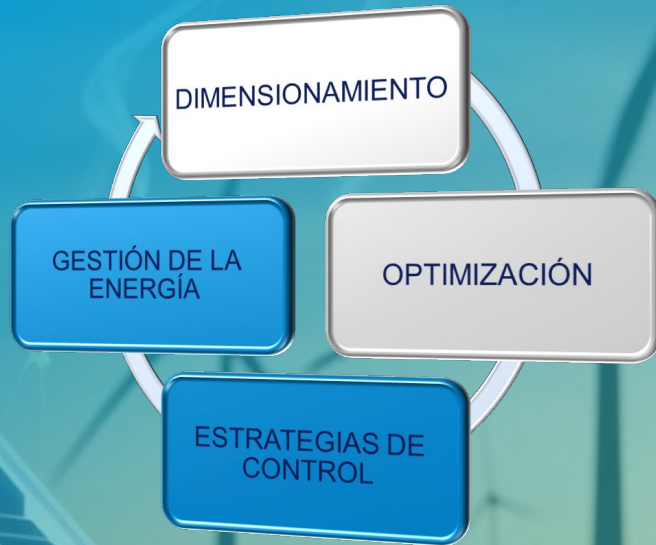 DIMENSIONAMIENTO
OPTIMIZACIÓN
ESTRATEGIAS DE
CONTROL
GESTIÓN DE LA
ENERGÍA